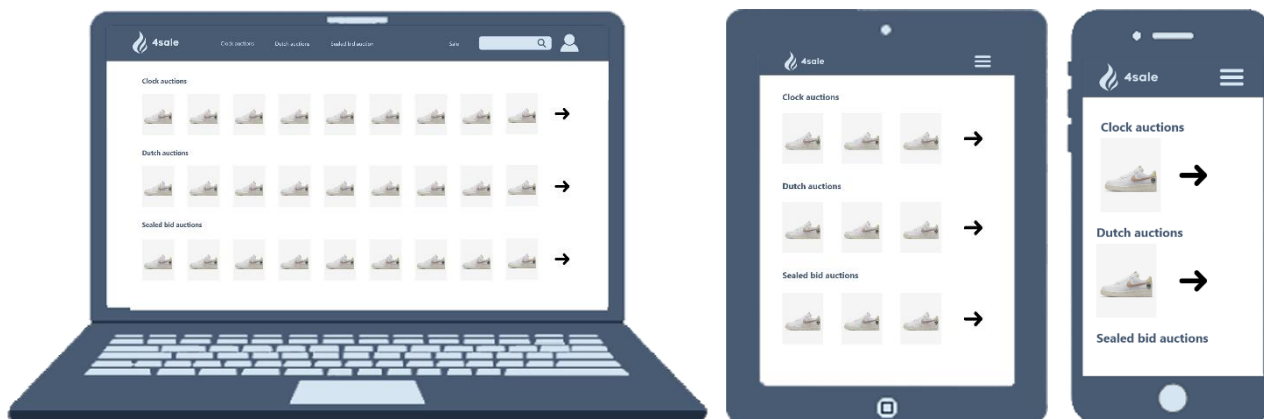 4sale Clock auctions Dutch auctions Sealed bid auction Sale
Clock auctions
Dutch auctions
Sealed bid auctions
4sale
Clock auctions
Dutch auctions
Sealed bid auctions
4sale
Clock auctions
Dutch auctions
Sealed bid auctions